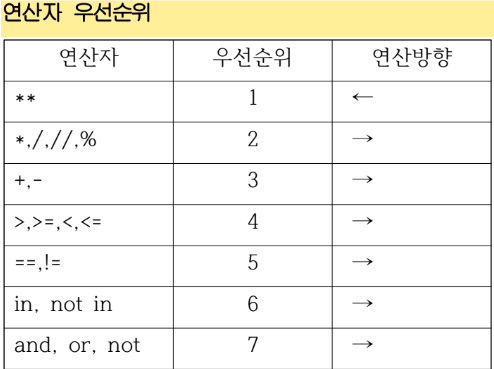 연산자 우선순위
연산자 우선순위 연산방향
** 1 ←
*,/,//,% 2 →
+,- 3 →
>,>=,<,<= 4 →
==,!= 5 →
in, not in 6 →
and, or, not 7 →